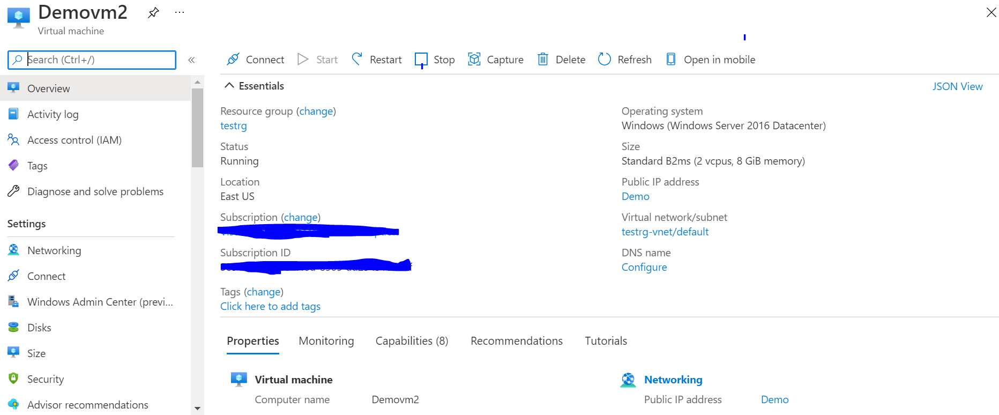 Demovm2
Virtual machine
Search (Ctrl+/)
Overview
Activity log
Access control (IAM)
Tags
Diagnose and solve problems
Settings
Networking
Connect
Windows Admin Center (previ...
Disks
Size
Security
Advisor recommendations
Connect
Start
Restart
Stop
Capture
Delete
Refresh
Open in mobile
Essentials
JSON View
Resource group (change)
testrg
Status
Running
Location
East US
Subscription (change)
Subscription ID
Tags (change)
Click here to add tags
Operating system
Windows (Windows Server 2016 Datacenter)
Size
Standard B2ms (2 vcpus, 8 GiB memory)
Public IP address
Demo
Virtual network/subnet
testrg-vnet/default
DNS name
Configure
Properties
Monitoring
Capabilities (8)
Recommendations
Tutorials
Virtual machine
Computer name Demovm2
Networking
Public IP address Demo